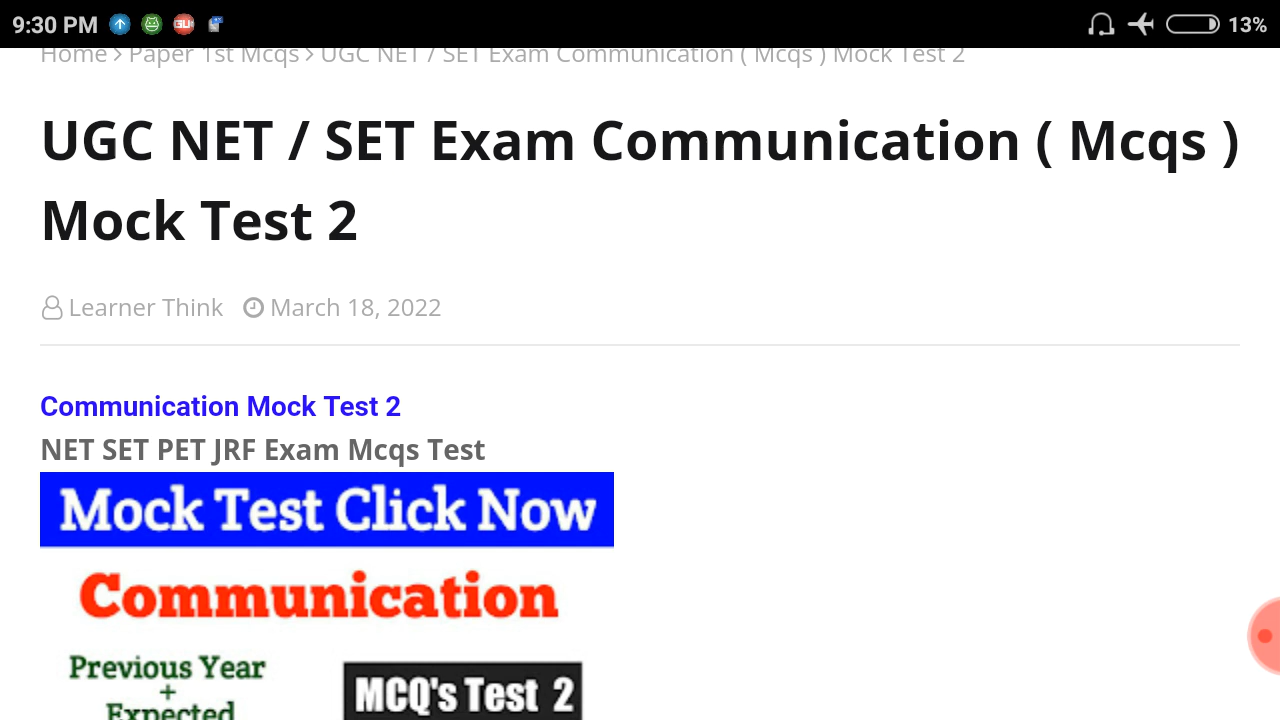 9:30 PM
13%
Home > Paper 1st Mcqs > UGC NET / SET Exam Communication ( Mcqs ) Mock Test 2
UGC NET / SET Exam Communication ( Mcqs )
Mock Test 2
Learner Think March 18, 2022
Communication Mock Test 2
NET SET PET JRF Exam Mcqs Test
Mock Test Click Now
Communication
Previous Year
+
Expected
MCQ's Test 2